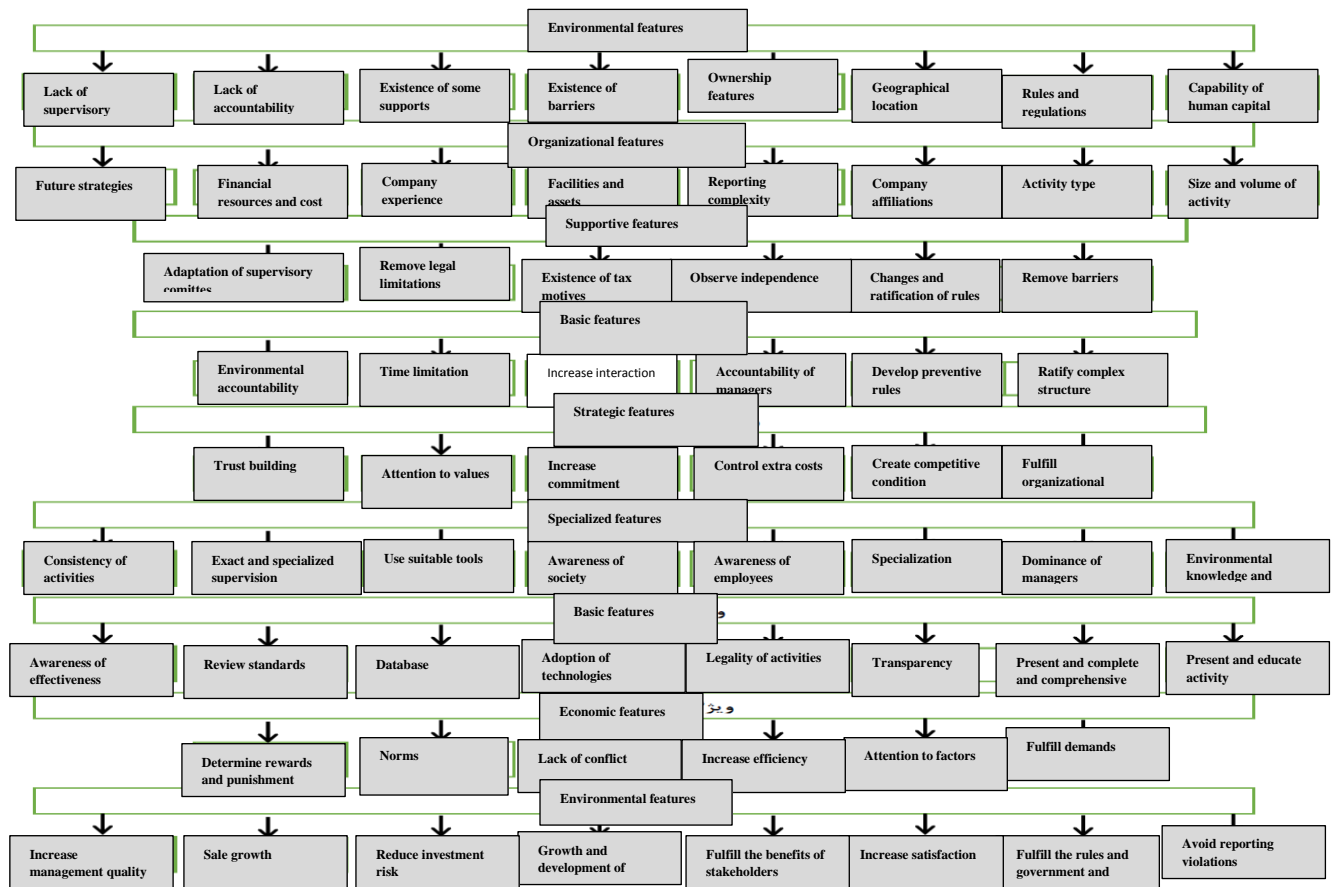 Environmental features
Lack of
supervisory
Lack of
accountability
Existence of some
supports
Existence of
barriers
Ownership
features
Geographical
location
Rules and
regulations
Capability of
human capital
Organizational features
Future strategies
Financial
resources and cost
Company
experience
Facilities and
assets
Reporting
complexity
Company
affiliations
Activity type
Size and volume of
activity
Supportive features
Adaptation of supervisory
comittes
Remove legal
limitations
Existence of tax
motives
Observe independence
Changes and
ratification of rules
Remove barriers
Basic features
Environmental
accountability
Time limitation
Increase interaction
Accountability of
managers
Develop preventive
rules
Ratify complex
structure
Strategic features
Trust building
Attention to values
Increase
commitment
Control extra costs
Create competitive
condition
Fulfill
organizational
Specialized features
Consistency of
activities
Exact and specialized
supervision
Use suitable tools
Awareness of
society
Awareness of
employees
Specialization
Dominance of
managers
Environmental
knowledge and
Basic features
و
Awareness of
effectiveness
Review standards
Database
Adoption of
technologies
Legality of activities
Transparency
Present and complete
and comprehensive
Present and educate
activity
Economic features
ویژ
Determine rewards
and punishment
Norms
Lack of conflict
Increase efficiency
Attention to factors
Fulfill demands
Environmental features
Increase
management quality
Sale growth
Reduce investment
risk
Growth and
development of
Fulfill the benefits of
stakeholders
Increase satisfaction
Fulfill the rules and
government and
Avoid reporting
violations